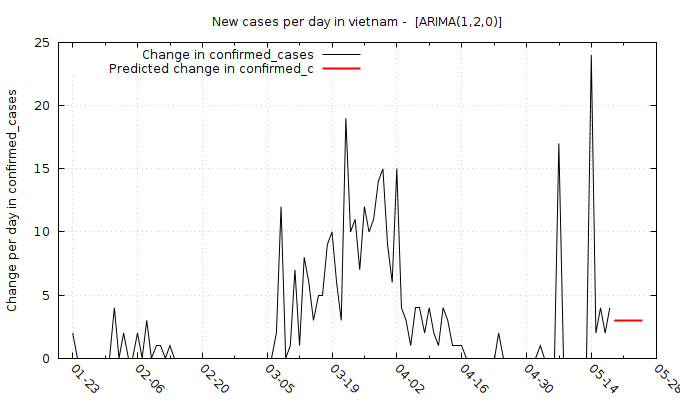 New cases per day in vietnam -  [ARIMA(1,2,0)]
Change in confirmed_cases
Predicted change in confirmed_c
Change per day in confirmed_cases
25
20
15
10
5
0
01-23 02-06 02-20 03-05 03-19 04-02 04-16 04-30 05-14 05-28